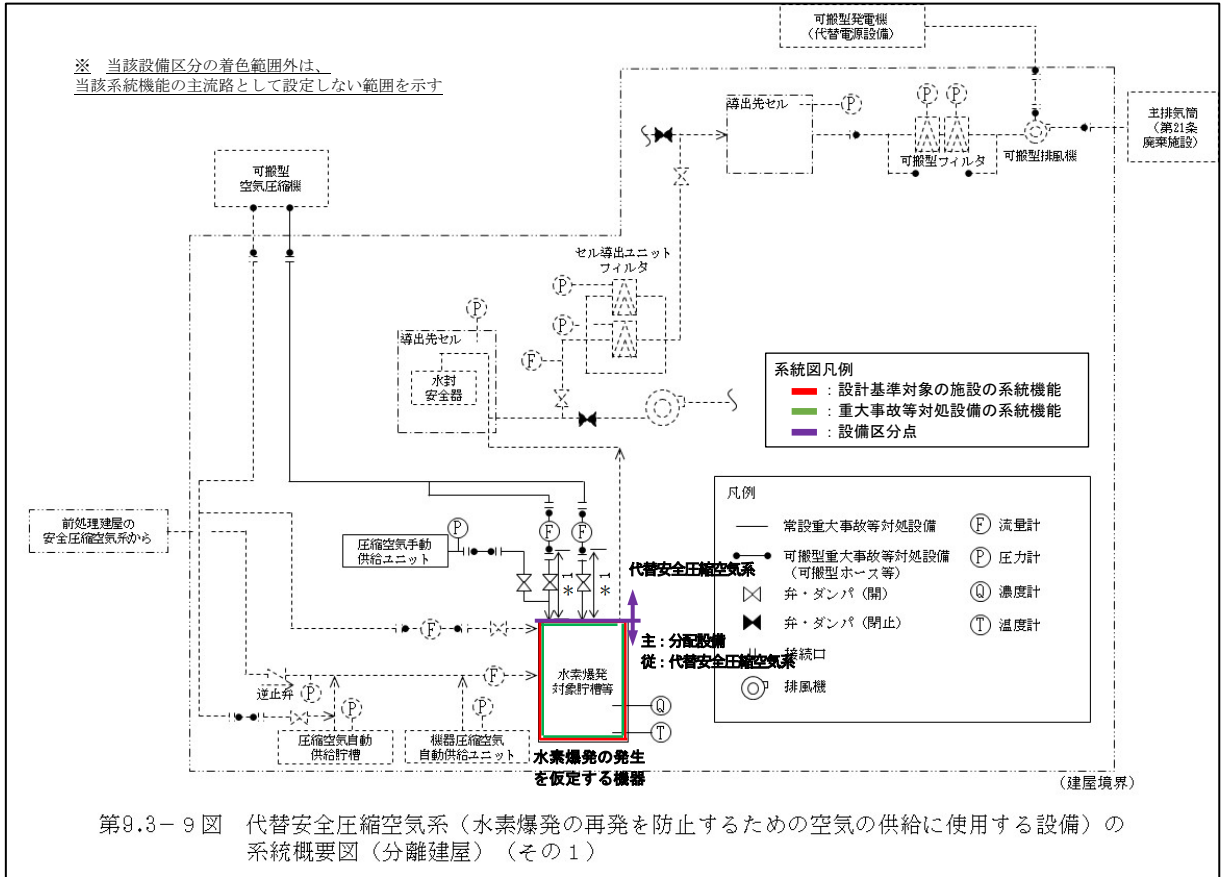 可搬型発電機
(代替電源設備)
※ 当該設備区分の着色範囲外は、
当該系統機能の主流路として設定しない範囲を示す
導出先セル
P
P
P
主排気筒
(第21条
廃棄施設)
可搬型フィルタ
可搬型排風機
可搬型
空気圧縮機
セル導出ユニット
フィルタ
P
P
P
F
導出先セル
水封
安全器
系統図凡例
:設計基準対象の施設の系統機能
:重大事故等対処設備の系統機能
:設備区分点
凡例
常設重大事故等対処設備
可搬型重大事故等対処設備
(可搬型ホース等)
弁・ダンパ(開)
弁・ダンパ(閉止)
接続口
排風機
F 流量計
P 圧力計
Q 濃度計
T 温度計
前処理建屋の
安全圧縮空気系から
圧縮空気手動
供給ユニット
P
F
F
*1
*1
代替安全圧縮空気系
主:分配設備
従:代替安全圧縮空気系
F
水素爆発
対象貯槽等
逆止弁
P
F
P
P
Q
T
圧縮空気自動
供給貯槽
機器圧縮空気
自動供給ユニット
水素爆発の発生
を仮定する機器
(建屋境界)
第9.3-9図 代替安全圧縮空気系(水素爆発の再発を防止するための空気の供給に使用する設備)の
系統概要図(分離建屋)(その1)